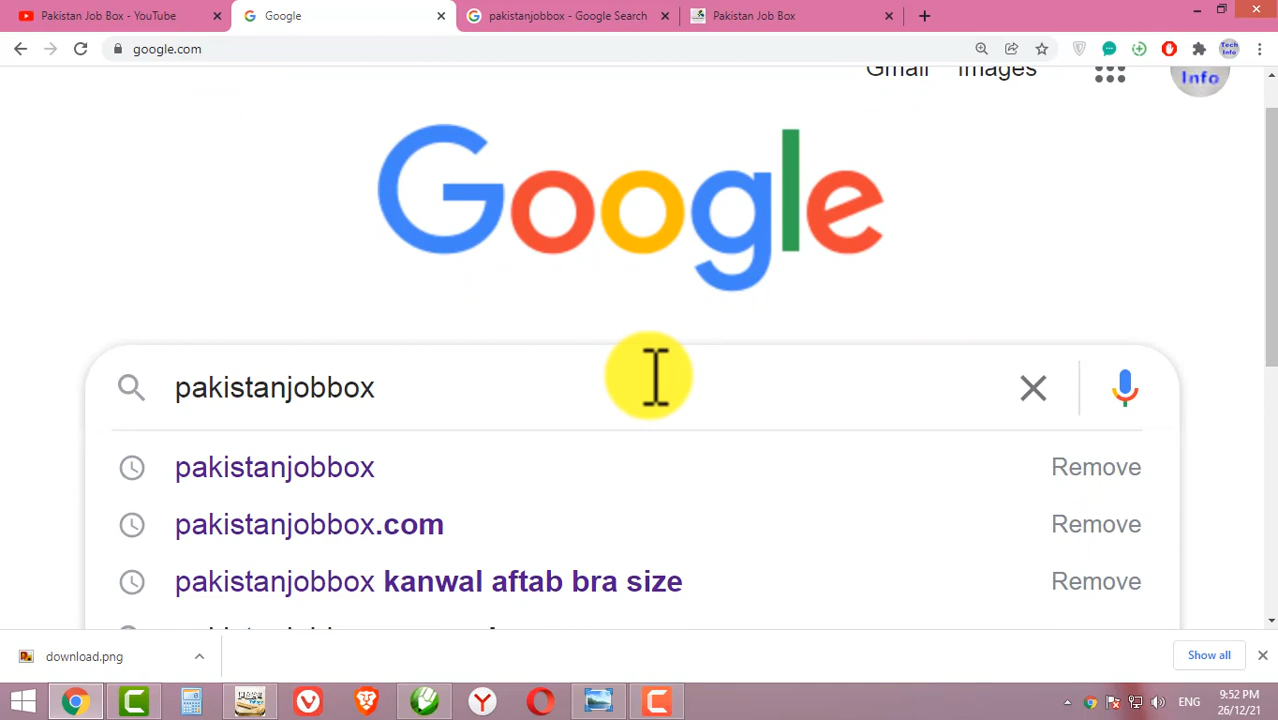 Pakistan Job Box - YouTube
Google
pakistanjobbox - Google Search
Pakistan Job Box
google.com
Tech Info
Gmail Images
Info
Google
pakistanjobbox
pakistanjobbox Remove
pakistanjobbox.com Remove
pakistanjobbox kanwal aftab bra size Remove
download.png
Show all
ENG
9:52 PM
26/12/21